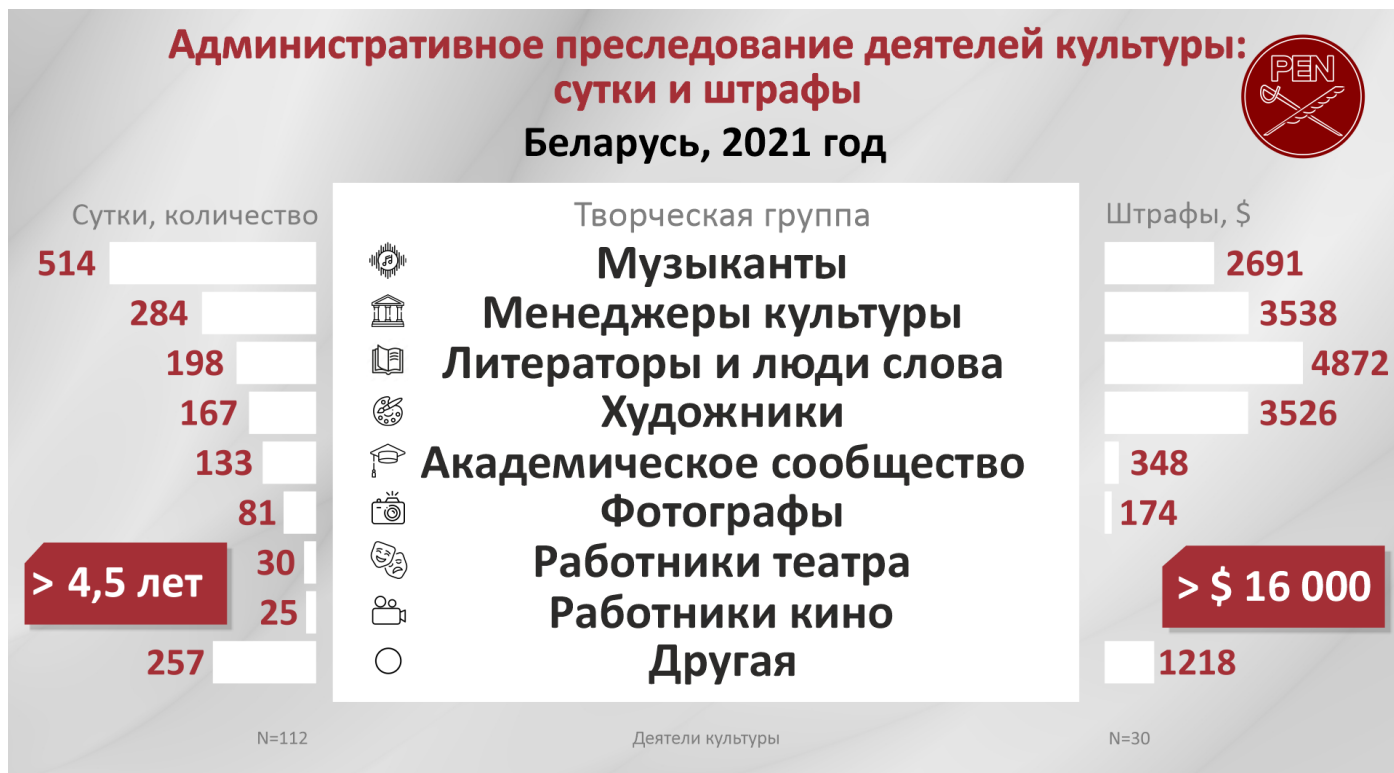 Административное преследование деятелей культуры:
сутки и штрафы
Беларусь, 2021 год
PEN
Сутки, количество Творческая группа Штрафы, $
514 Музыканты 2691
284 Менеджеры культуры 3538
198 Литераторы и люди слова 4872
167 Художники 3526
133 Академическое сообщество 348
81 Фотографы 174
30 Работники театра
> 4,5 лет > $ 16 000
25 Работники кино
257 Другая 1218
N=112 Деятели культуры N=30